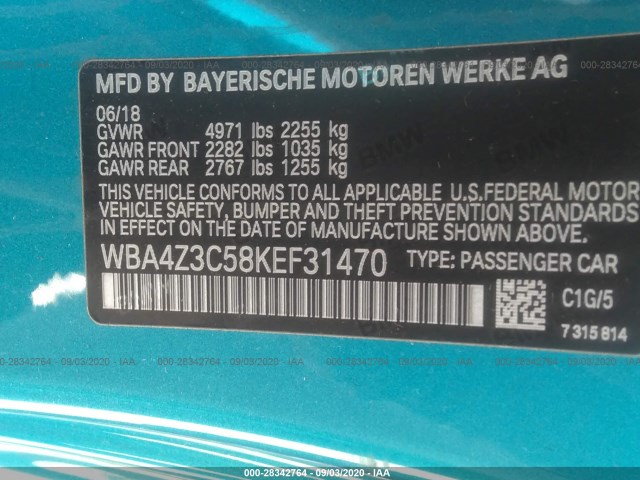 MFD BY BAYERISCHE MOTOREN WERKE AG
06/18
GVWR 4971 lbs 2255 kg
GAWR FRONT 2282 lbs 1035 kg
GAWR REAR 2767 lbs 1255 kg
THIS VEHICLE CONFORMS TO ALL APPLICABLE U.S.FEDERAL MOTOR
VEHICLE SAFETY, BUMPER AND THEFT PREVENTION STANDARDS
IN EFFECT ON THE DATE OF MANUFACTURE SHOWN ABOVE.
WBA4Z3C58KEF31470 TYPE: PASSENGER CAR
C1G/5
7315814
000-28342764 - 09/03/2020 - IAA